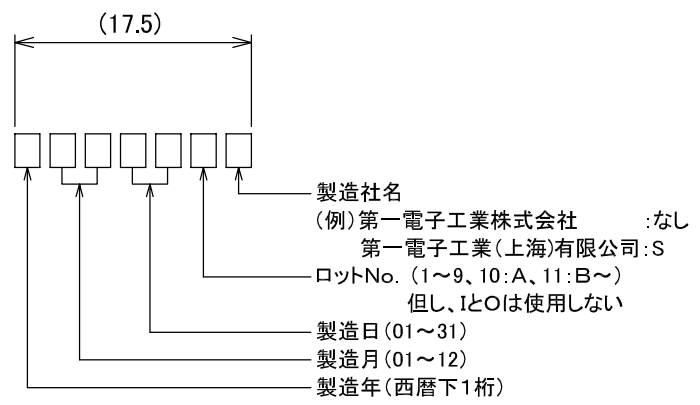 (17.5)
製造社名
(例)第一電子工業株式会社 :なし
第一電子工業(上海)有限公司:S
ロットNo. (1～9、10:A、11:B～)
但し、IとOは使用しない
製造日(01～31)
製造月(01～12)
製造年(西暦下1桁)